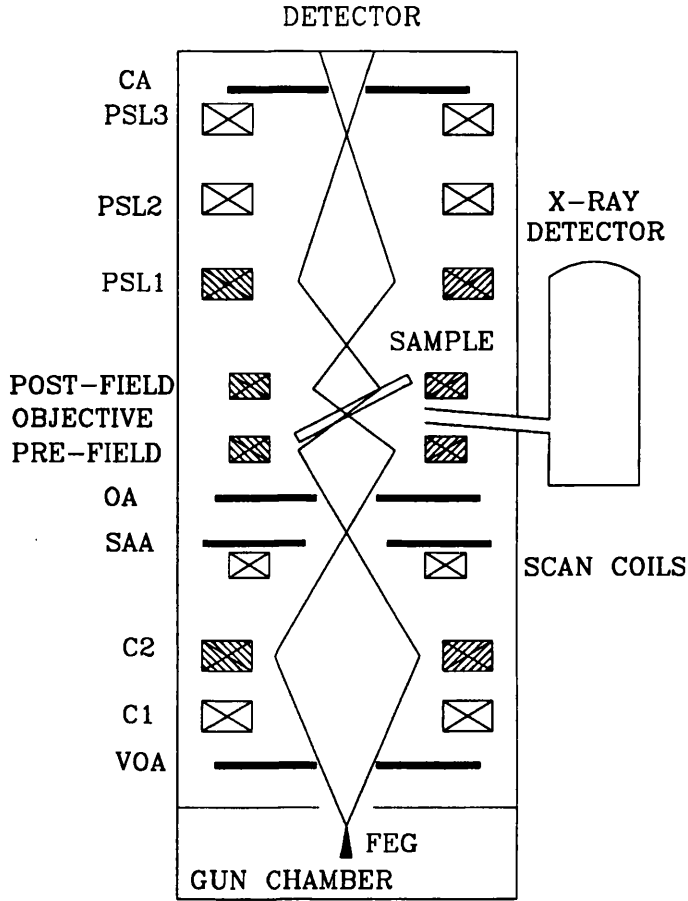 DETECTOR
CA
PSL3
PSL2
X-RAY
DETECTOR
PSL1
SAMPLE
POST-FIELD
OBJECTIVE
PRE-FIELD
OA
SAA
SCAN COILS
C2
C1
VOA
FEG
GUN CHAMBER